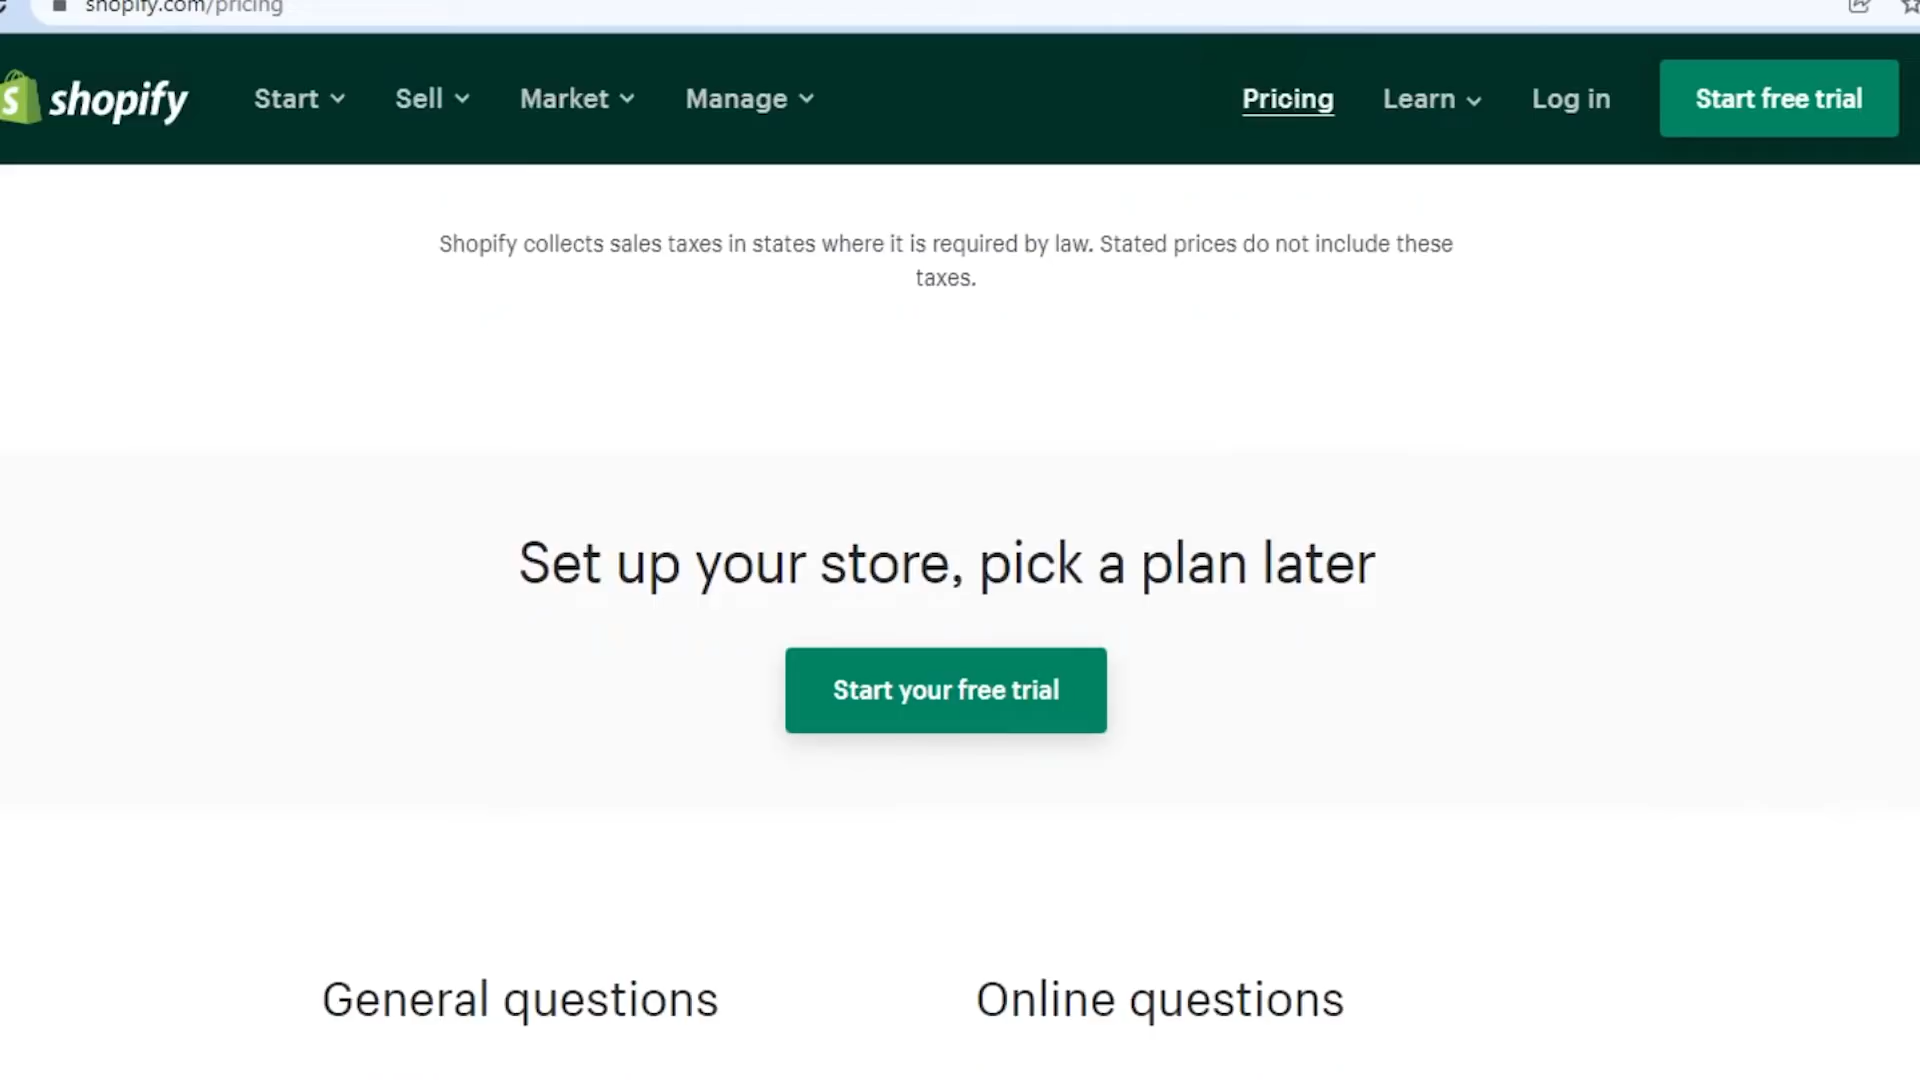 shopify.com/pricing
shopify Start Sell Market Manage Pricing Learn Log in Start free trial
Shopify collects sales taxes in states where it is required by law. Stated prices do not include these
taxes.
Set up your store, pick a plan later
Start your free trial
General questions Online questions